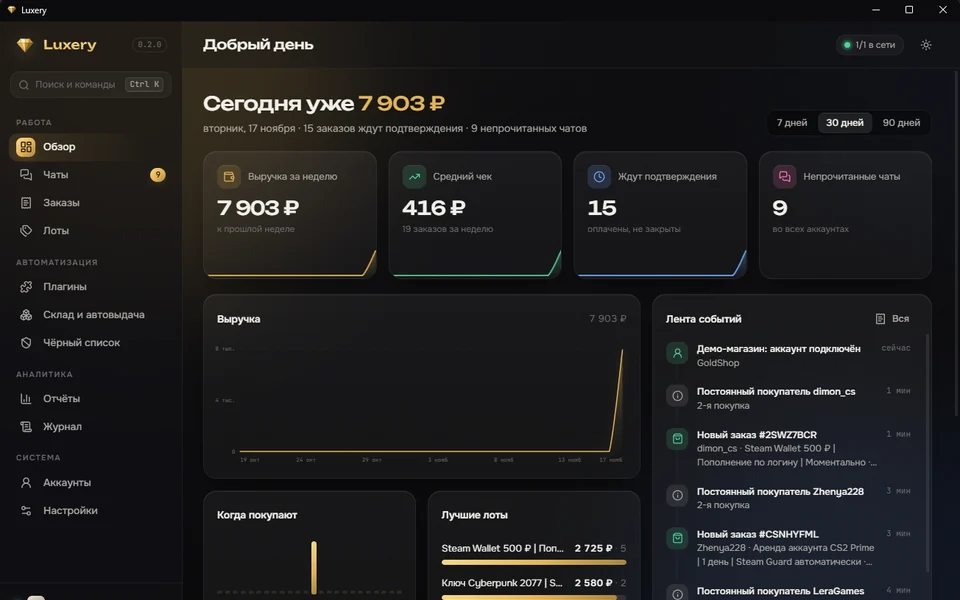 Luxery
Luxery
0.2.0
Поиск и команды
Ctrl K
РАБОТА
Обзор
Чаты
9
Заказы
Лоты
АВТОМАТИЗАЦИЯ
Плагины
Склад и автовыдача
Чёрный список
АНАЛИТИКА
Отчёты
Журнал
СИСТЕМА
Аккаунты
Настройки
Добрый день
1/1 в сети
Сегодня уже 7 903 ₽
вторник, 17 ноября · 15 заказов ждут подтверждения · 9 непрочитанных чатов
7 дней
30 дней
90 дней
Выручка за неделю
7 903 ₽
к прошлой неделе
Средний чек
416 ₽
19 заказов за неделю
Ждут подтверждения
15
оплачены, не закрыты
Непрочитанные чаты
9
во всех аккаунтах
Выручка
7 903 ₽
8 тыс.
4 тыс.
0
19 окт
24 окт
29 окт
3 нояб
8 нояб
13 нояб
17 нояб
Когда покупают
Лучшие лоты
Steam Wallet 500 ₽ | Поп... 2 725 ₽ · 5
Ключ Cyberpunk 2077 | S... 2 580 ₽ · 2
Лента событий
Вся
Демо-магазин: аккаунт подключён
сейчас
GoldShop
Постоянный покупатель dimon_cs
1 мин
2-я покупка
Новый заказ #2SWZ7BCR
1 мин
dimon_cs · Steam Wallet 500 ₽ |
Пополнение по логину | Моментально ·...
Постоянный покупатель Zhenya228
3 мин
2-я покупка
Новый заказ #CSNHYFML
3 мин
Zhenya228 · Аренда аккаунта CS2 Prime
| 1 день | Steam Guard автоматически ·...
Постоянный покупатель LeraGames
4 мин